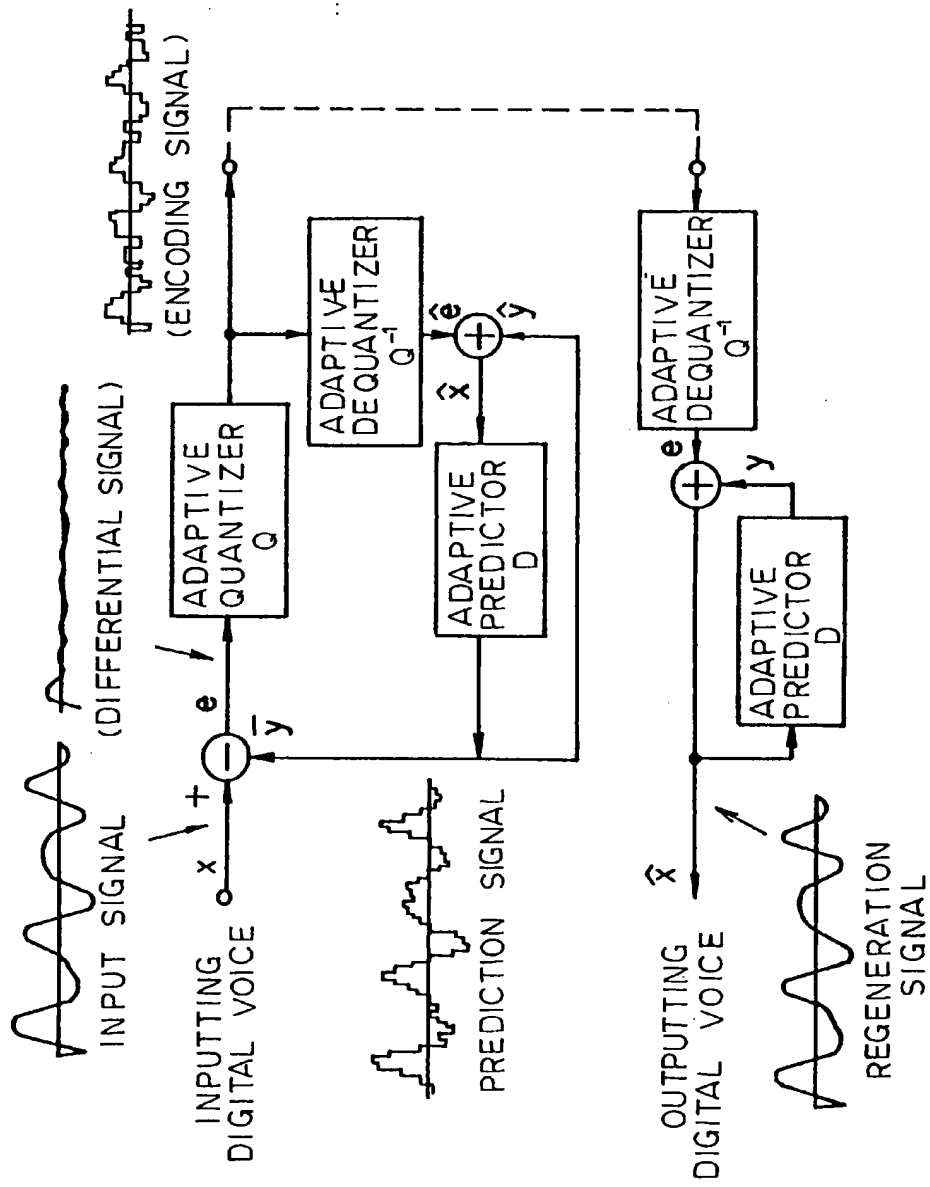 INPUT SIGNAL
(DIFFERENTIAL SIGNAL)
(ENCODING SIGNAL)
INPUTTING
DIGITAL VOICE
x
+
−
e
y̅
ADAPTIVE
QUANTIZER
Q
ADAPTIVE
DEQUANTIZER
Q⁻¹
ê
+
ŷ
x̂
ADAPTIVE
PREDICTOR
D
PREDICTION SIGNAL
OUTPUTTING
DIGITAL VOICE
x̂
REGENERATION
SIGNAL
e
+
y
ADAPTIVE
DEQUANTIZER
Q⁻¹
ADAPTIVE
PREDICTOR
D